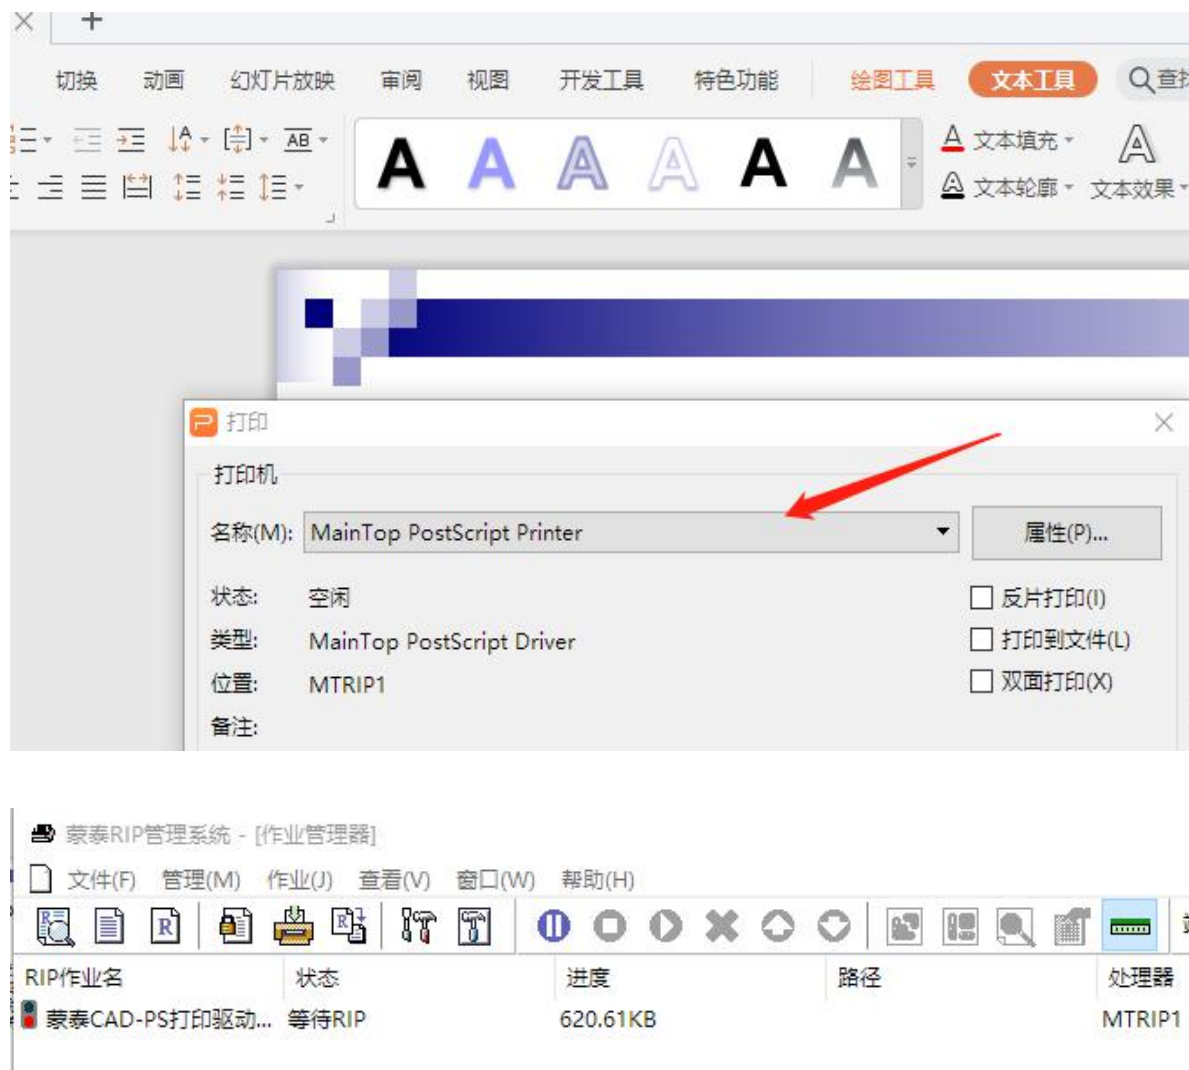 切换 动画 幻灯片放映 审阅 视图 开发工具 特色功能 绘图工具 文本工具
A AB A A A A A A A 文本填充 A
A 文本轮廓 文本效果
打印
打印机
名称(M): MainTop PostScript Printer 属性(P)...
状态: 空闲 反片打印(I)
类型: MainTop PostScript Driver 打印到文件(L)
位置: MTRIP1 双面打印(X)
备注:
蒙泰RIP管理系统 - [作业管理器]
文件(F) 管理(M) 作业(J) 查看(V) 窗口(W) 帮助(H)
RIP作业名 状态 进度 路径 处理器
蒙泰CAD-PS打印驱动... 等待RIP 620.61KB MTRIP1